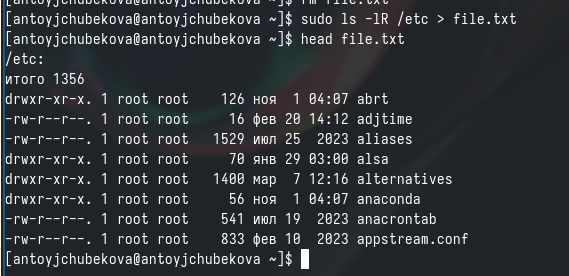 [antoyjchubekova@antoyjchubekova ~]$ rm file.txt
[antoyjchubekova@antoyjchubekova ~]$ sudo ls -lR /etc > file.txt
[antoyjchubekova@antoyjchubekova ~]$ head file.txt
/etc:
итого 1356
drwxr-xr-x. 1 root root    126 ноя  1 04:07 abrt
-rw-r--r--. 1 root root     16 фев 20 14:12 adjtime
-rw-r--r--. 1 root root   1529 июл 25  2023 aliases
drwxr-xr-x. 1 root root     70 янв 29 03:00 alsa
drwxr-xr-x. 1 root root   1400 мар  7 12:16 alternatives
drwxr-xr-x. 1 root root     56 ноя  1 04:07 anaconda
-rw-r--r--. 1 root root    541 июл 19  2023 anacrontab
-rw-r--r--. 1 root root    833 фев 10  2023 appstream.conf
[antoyjchubekova@antoyjchubekova ~]$